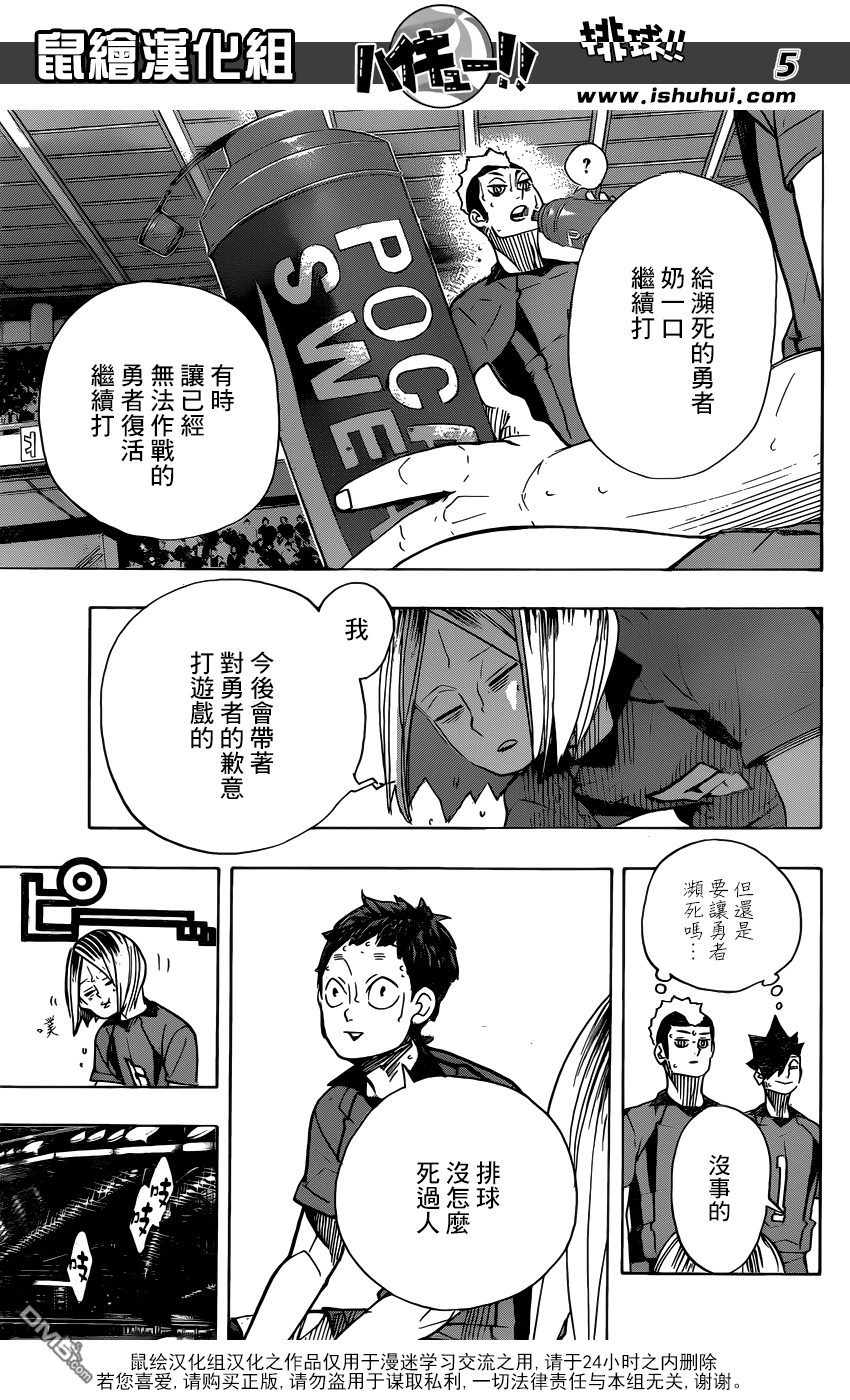 鼠繪漢化組
ハイキュー!!
排球!!
5
www.ishuhui.com
?
給瀕死的勇者
奶一口
繼續打
POC
SWE
有時
讓已經
無法作戰的
勇者復活
繼續打
我
今後會帶著
對勇者的歉意
打遊戲的
但還是
要讓勇者
瀕死嗎…
沒事的
1
排球
沒怎麼
死過人
噗
吱
吱
吱
DM5.com
鼠绘汉化组汉化之作品仅用于漫迷学习交流之用, 请于24小时之内删除
若您喜爱, 请购买正版, 请勿盗用于谋取私利, 一切法律责任与本组无关, 谢谢。